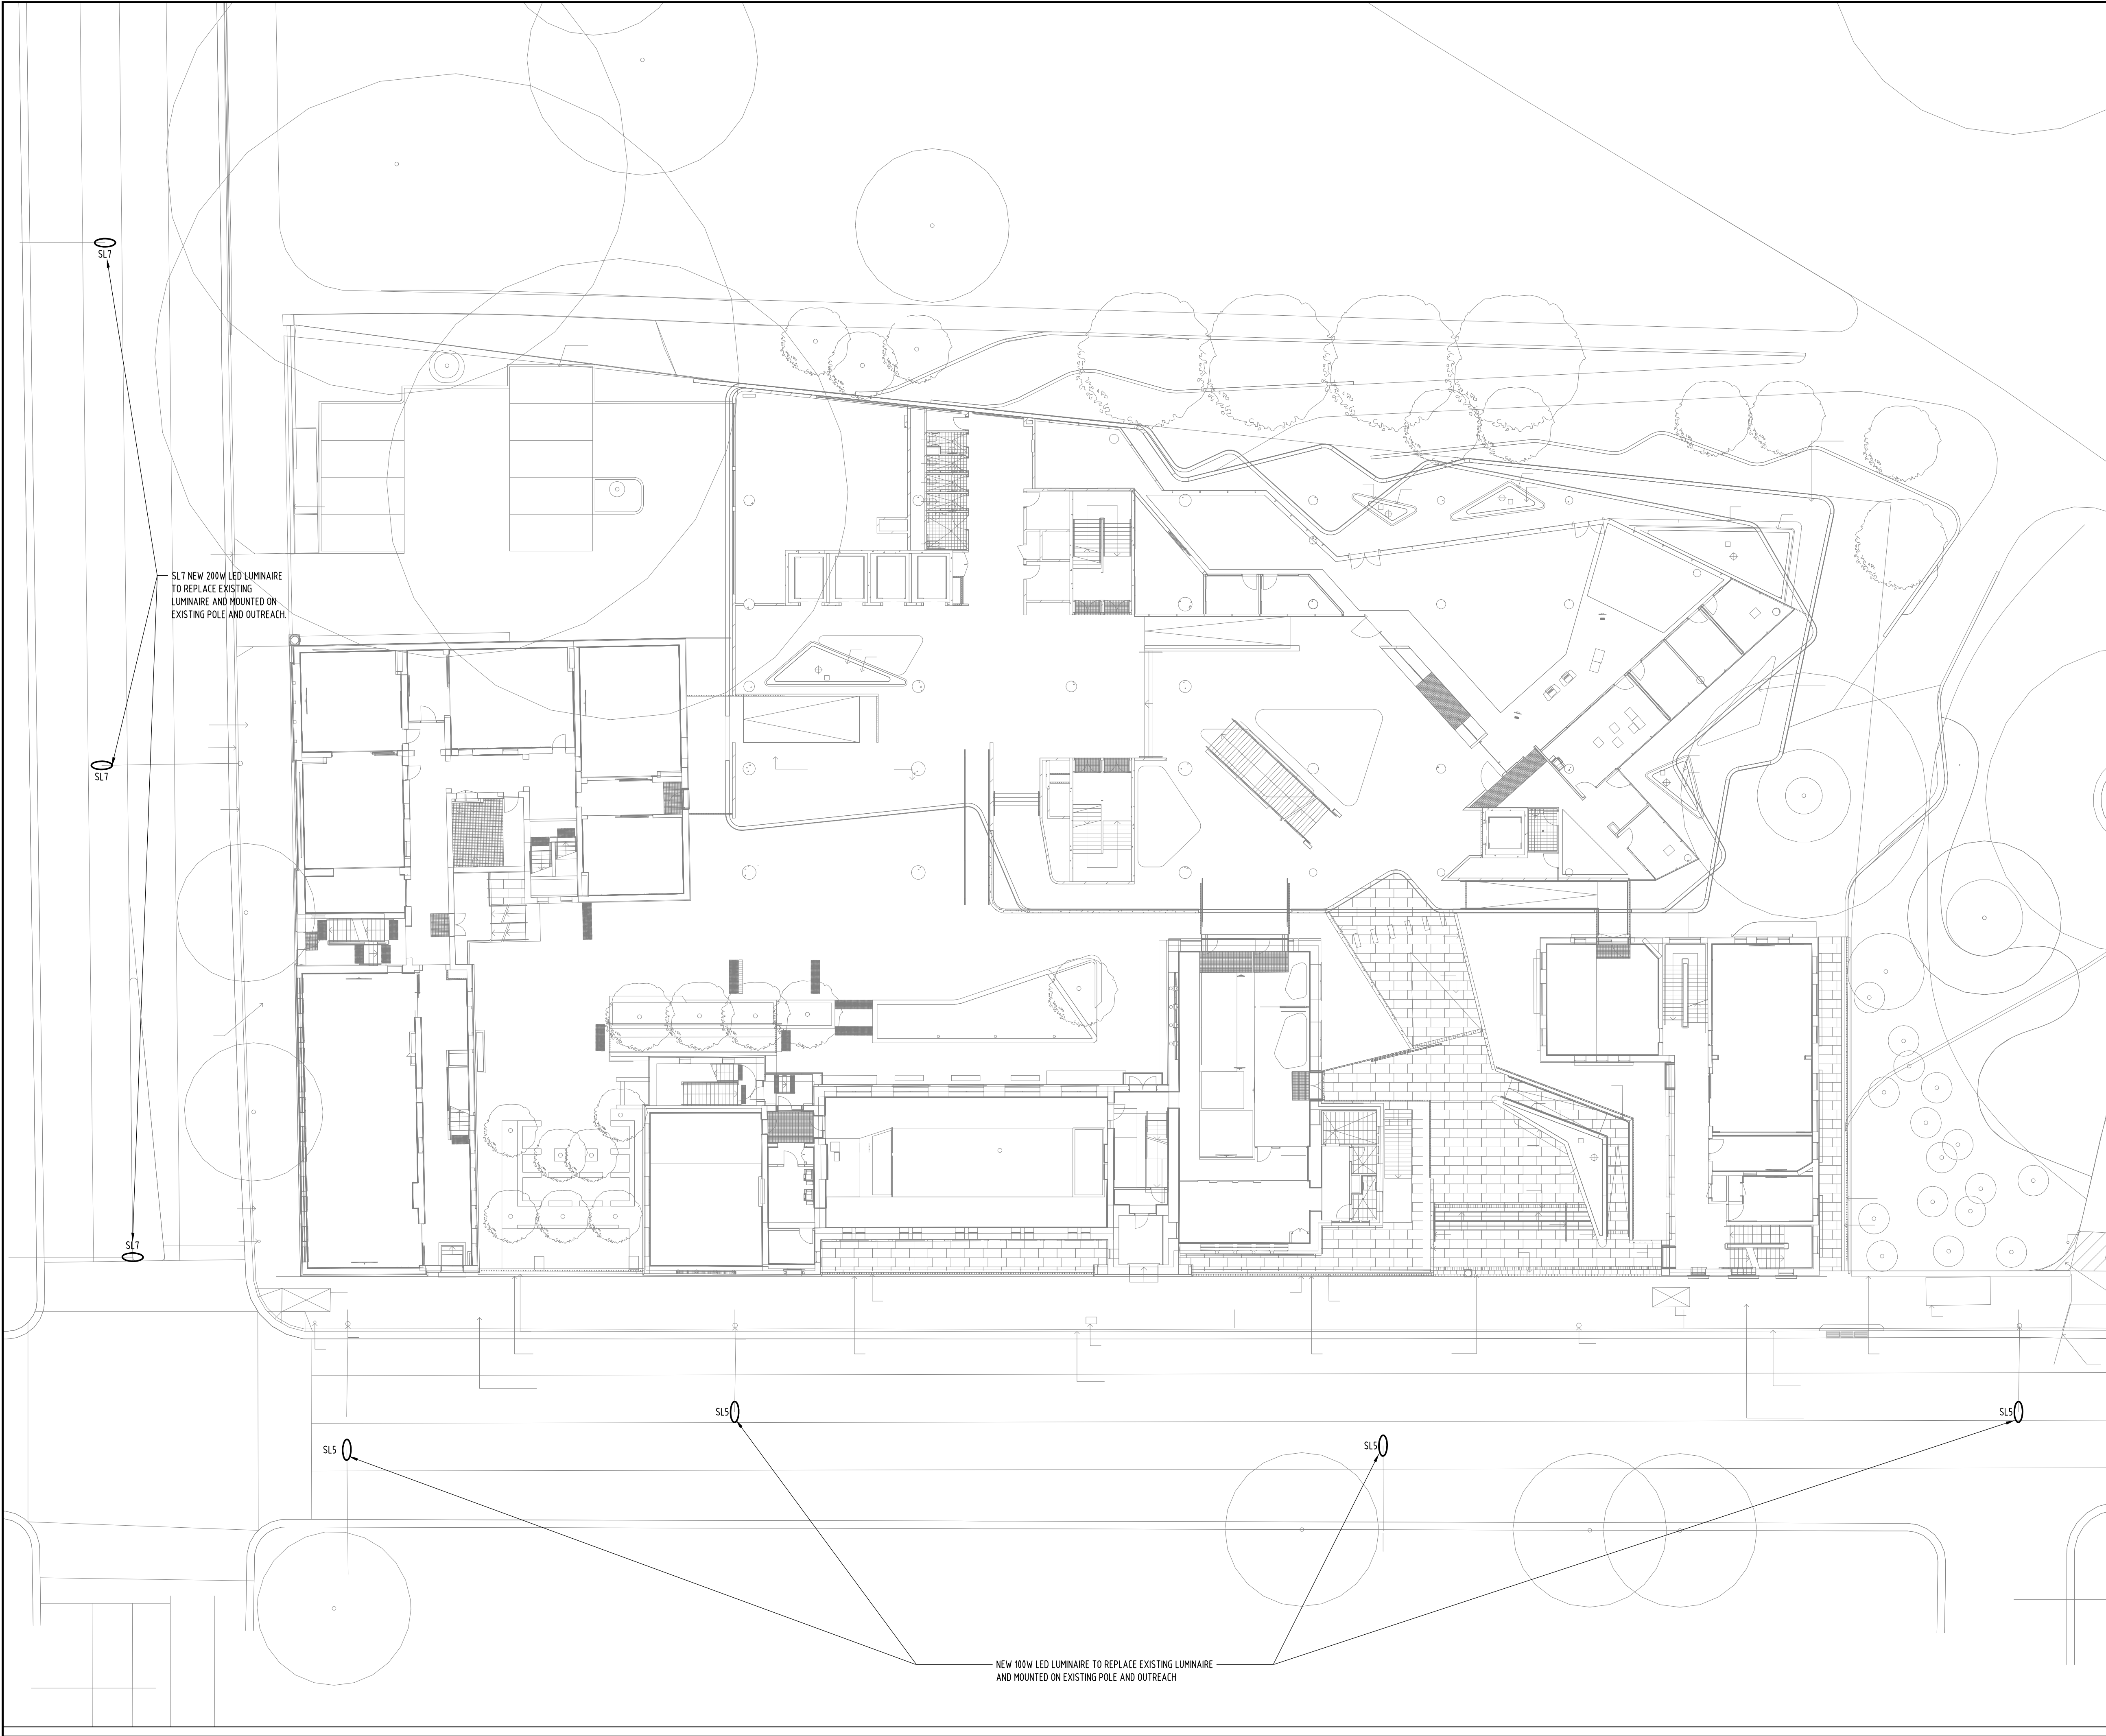 SL7
SL7 NEW 200W LED LUMINAIRE
TO REPLACE EXISTING
LUMINAIRE AND MOUNTED ON
EXISTING POLE AND OUTREACH.
SL7
SL7
SL5
SL5
SL5
SL5
NEW 100W LED LUMINAIRE TO REPLACE EXISTING LUMINAIRE
AND MOUNTED ON EXISTING POLE AND OUTREACH